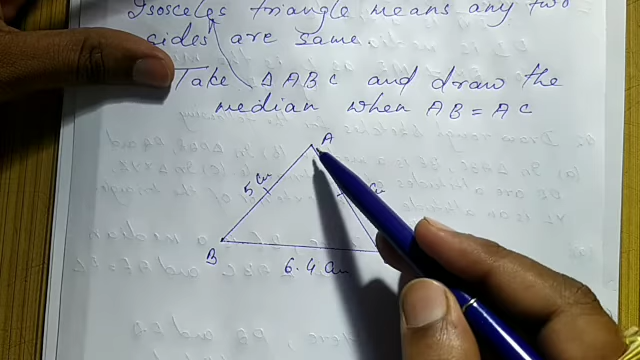 Isosceles triangle means any two
sides are same.
Take △ABC and draw the
median when AB = AC
A
5 cm
cm
B
6.4 cm